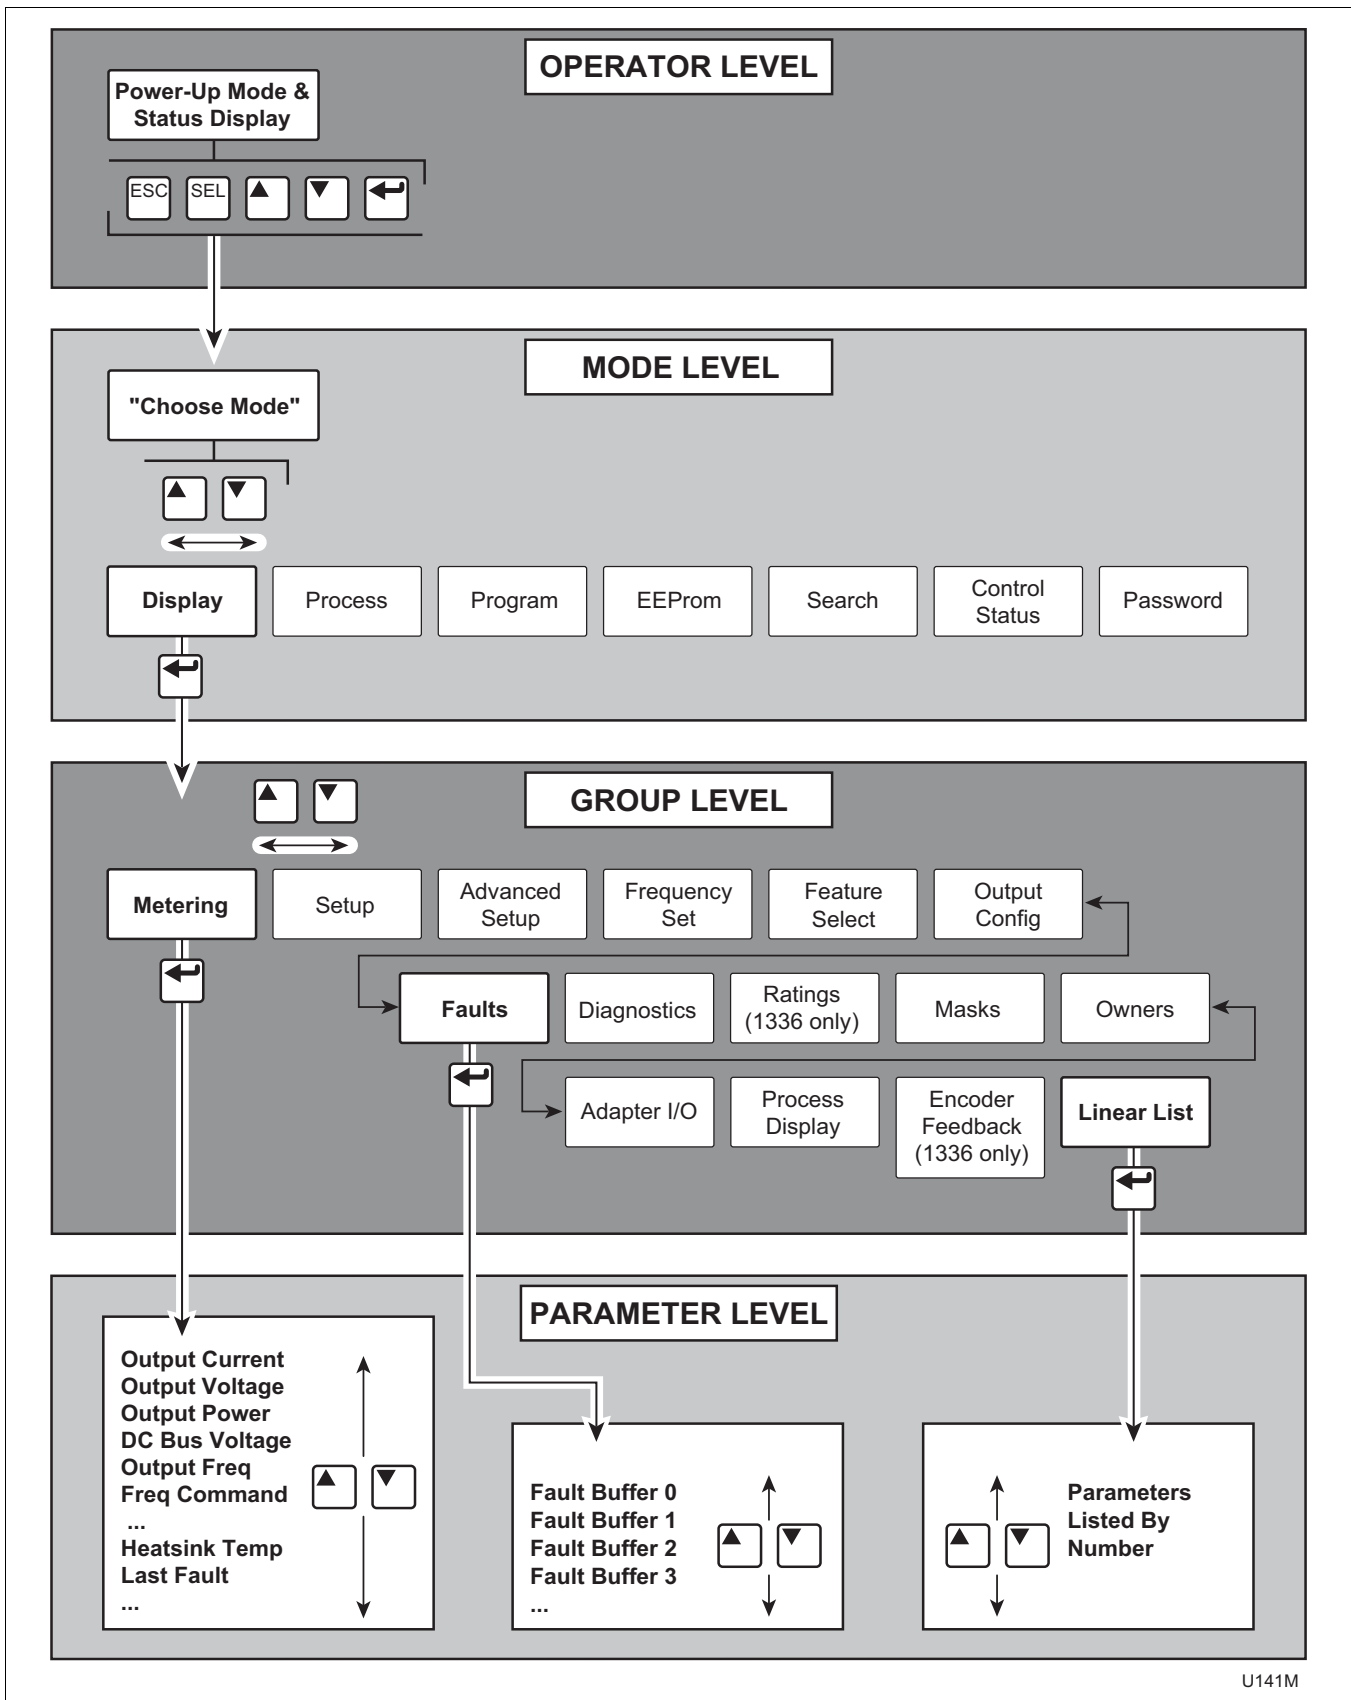 OPERATOR LEVEL
Power-Up Mode &
Status Display
ESC SEL
MODE LEVEL
"Choose Mode"
Display
Process
Program
EEProm
Search
Control
Status
Password
GROUP LEVEL
Metering
Setup
Advanced
Setup
Frequency
Set
Feature
Select
Output
Config
Faults
Diagnostics
Ratings
(1336 only)
Masks
Owners
Adapter I/O
Process
Display
Encoder
Feedback
(1336 only)
Linear List
PARAMETER LEVEL
Output Current
Output Voltage
Output Power
DC Bus Voltage
Output Freq
Freq Command
...
Heatsink Temp
Last Fault
...
Fault Buffer 0
Fault Buffer 1
Fault Buffer 2
Fault Buffer 3
...
Parameters
Listed By
Number
U141M